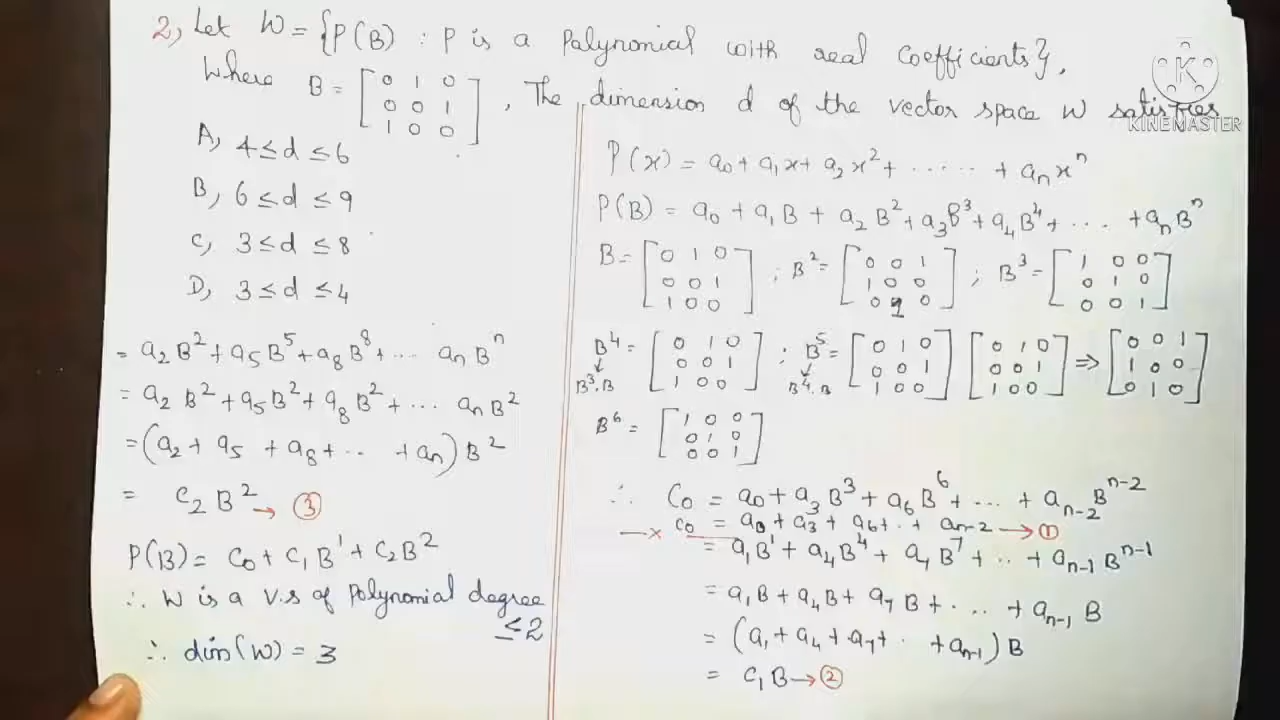 2, Let W = {P(B) : P is a Palynomial with real coefficients},
Where B = [0 1 0; 0 0 1; 1 0 0], The dimension d of the vector space W satisfies
KINEMASTER
K
A, 4 ≤ d ≤ 6
B, 6 ≤ d ≤ 9
C, 3 ≤ d ≤ 8
D, 3 ≤ d ≤ 4
= a₂B² + a₅B⁵ + a₈B⁸ + ... aₙBⁿ
= a₂ B² + a₅B² + a₈B² + ... aₙB²
= (a₂ + a₅ + a₈ + .. + aₙ) B²
= c₂B² → ③
P(B) = c₀ + c₁B¹ + c₂B²
∴ W is a V.S of Polynomial degree
≤ 2
∴ dim(W) = 3
P(x) = a₀ + a₁x + a₂x² + ..... + aₙxⁿ
P(B) = a₀ + a₁B + a₂B² + a₃B³ + a₄B⁴ + ... + aₙBⁿ
B = [0 1 0; 0 0 1; 1 0 0] ; B² = [0 0 1; 1 0 0; 0 1 0] ; B³ = [1 0 0; 0 1 0; 0 0 1]
B⁴ = [0 1 0; 0 0 1; 1 0 0] ; B⁵ = [0 1 0; 0 0 1; 1 0 0] [0 1 0; 0 0 1; 1 0 0] ⇒ [0 0 1; 1 0 0; 0 1 0]
↓ B³.B ↓ B⁴.B
B⁶ = [1 0 0; 0 1 0; 0 0 1]
∴ C₀ = a₀ + a₃B³ + a₆B⁶ + ... + aₙ₋₂Bⁿ⁻²
—× c₀ = a₀ + a₃ + a₆ + .. + aₙ₋₂ → ①
= a₁B¹ + a₄B⁴ + a₄B⁷ + .. + aₙ₋₁Bⁿ⁻¹
= a₁B + a₄B + a₇B + ... + aₙ₋₁B
= (a₁ + a₄ + a₇ + . + aₙ₋₁) B
= c₁B → ②